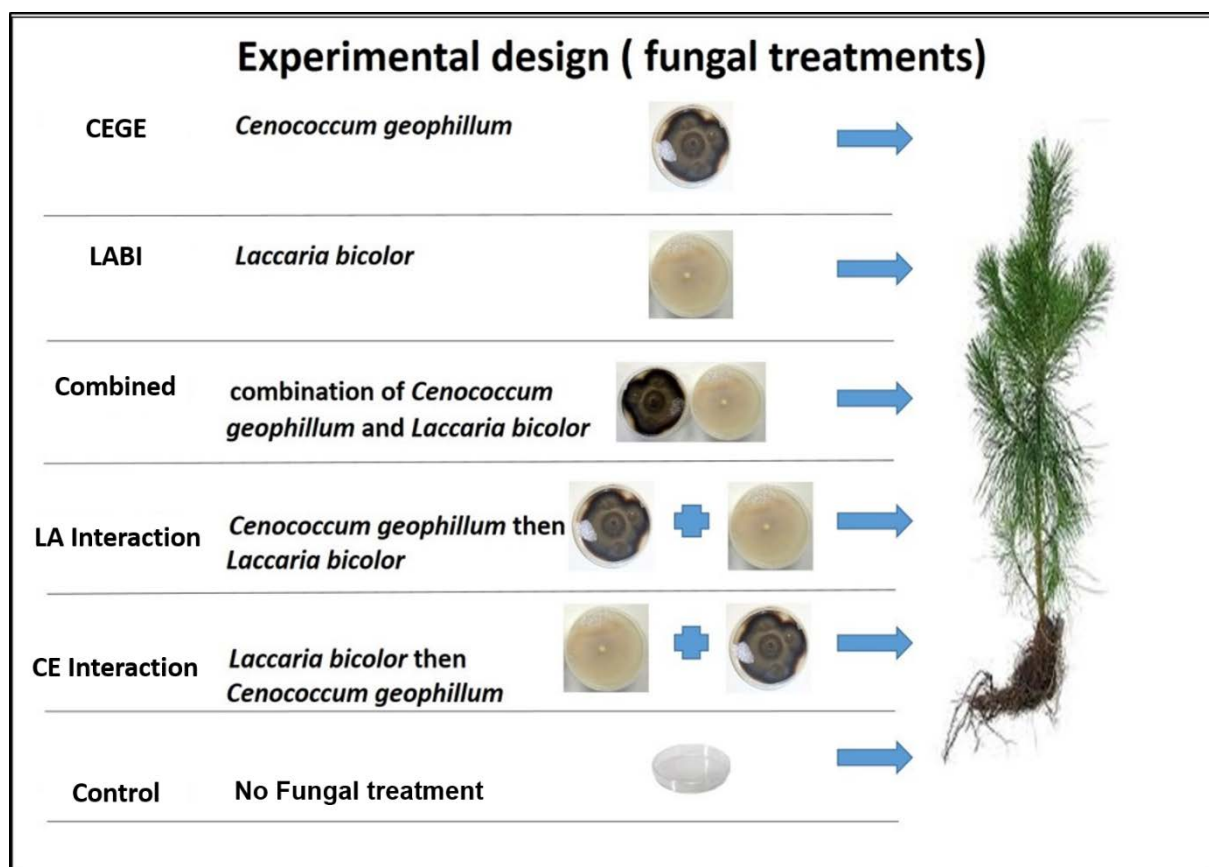 Experimental design ( fungal treatments)
CEGE
Cenococcum geophillum
LABI
Laccaria bicolor
Combined
combination of Cenococcum
geophillum and Laccaria bicolor
LA Interaction
Cenococcum geophillum then
Laccaria bicolor
CE Interaction
Laccaria bicolor then
Cenococcum geophillum
Control
No Fungal treatment